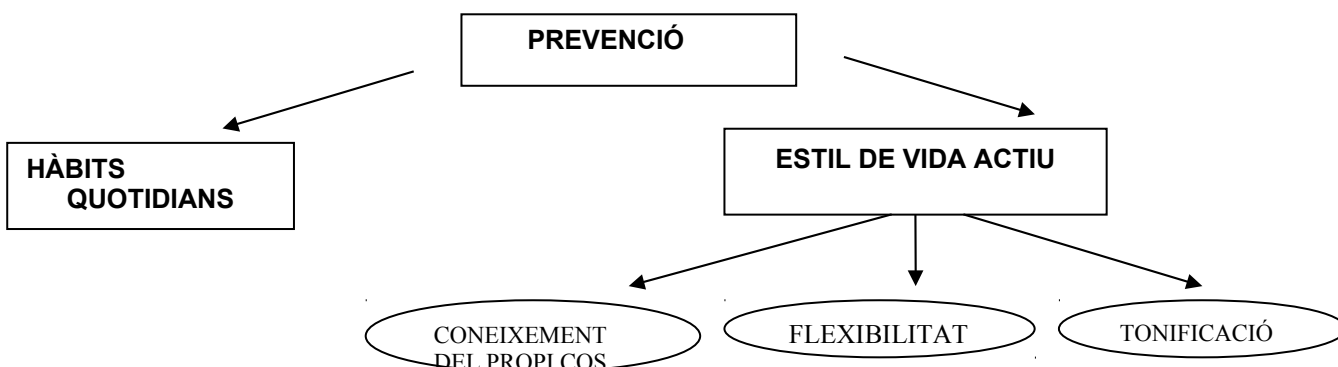 PREVENCIÓ
HÀBITS
QUOTIDIANS
ESTIL DE VIDA ACTIU
CONEIXEMENT
DEL PROPI COS
FLEXIBILITAT
TONIFICACIÓ